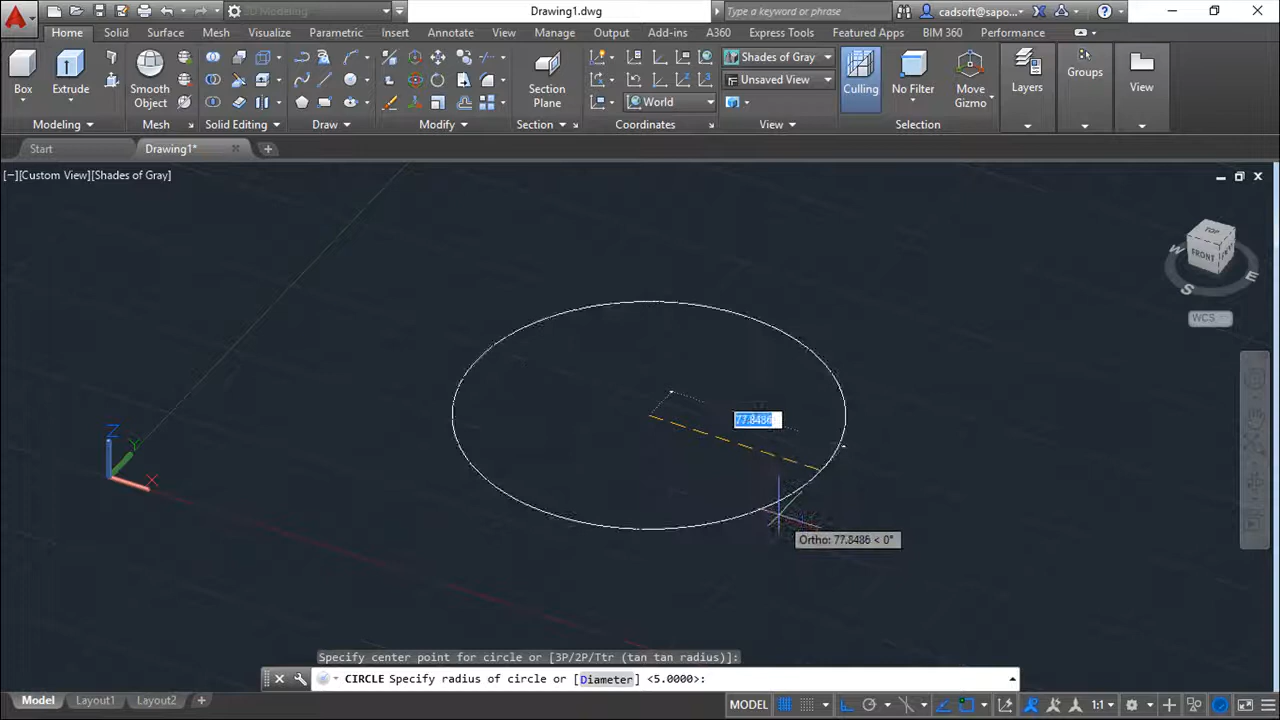 3D Modeling
Drawing1.dwg
Type a keyword or phrase
cadsoft@sapo...
Home Solid Surface Mesh Visualize Parametric Insert Annotate View Manage Output Add-ins A360 Express Tools Featured Apps BIM 360 Performance
Shades of Gray
Unsaved View
World
Box Extrude
Smooth
Object
Section
Plane
Culling
No Filter
Move
Gizmo
Layers
Groups
View
Modeling Mesh Solid Editing Draw Modify Section Coordinates View Selection
Start Drawing1*
[−][Custom View][Shades of Gray]
TOP
W
FRONT
E
S
WCS
77.8486
Z
Y
X
Ortho: 77.8486 < 0°
Specify center point for circle or [3P/2P/Ttr (tan tan radius)]:
CIRCLE Specify radius of circle or [Diameter] <5.0000>:
Model Layout1 Layout2 +
MODEL
1:1